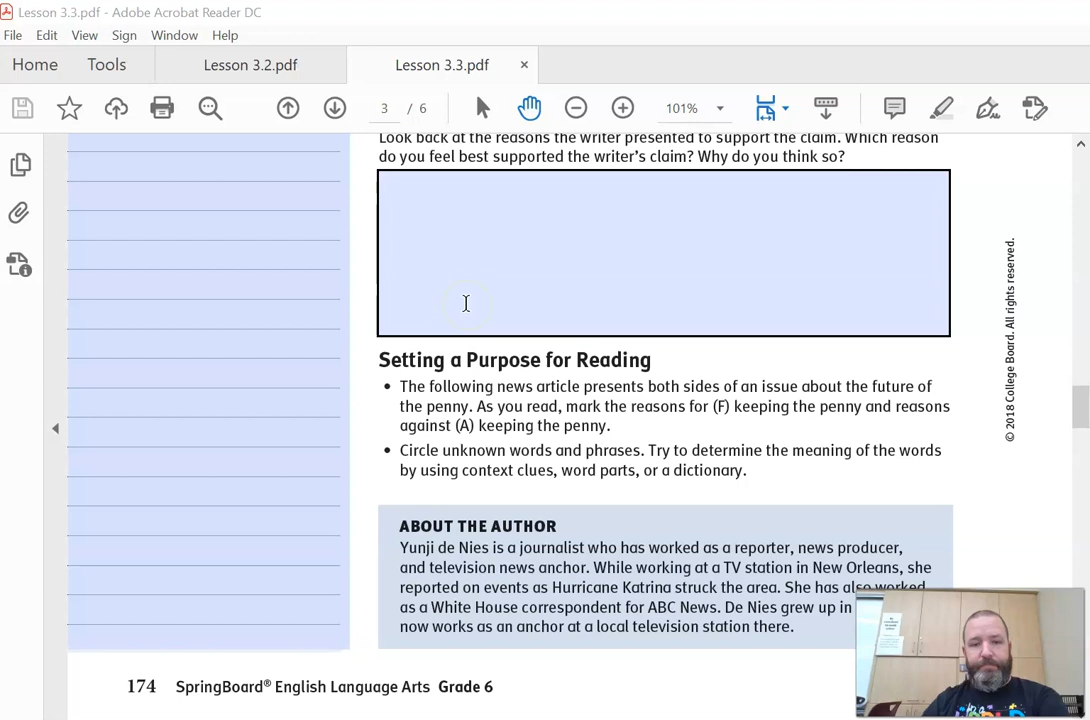 Lesson 3.3.pdf - Adobe Acrobat Reader DC
File Edit View Sign Window Help
Home Tools Lesson 3.2.pdf Lesson 3.3.pdf ×
3 / 6 101%
Look back at the reasons the writer presented to support the claim. Which reason
do you feel best supported the writer's claim? Why do you think so?
Setting a Purpose for Reading
• The following news article presents both sides of an issue about the future of
the penny. As you read, mark the reasons for (F) keeping the penny and reasons
against (A) keeping the penny.
• Circle unknown words and phrases. Try to determine the meaning of the words
by using context clues, word parts, or a dictionary.
ABOUT THE AUTHOR
Yunji de Nies is a journalist who has worked as a reporter, news producer,
and television news anchor. While working at a TV station in New Orleans, she
reported on events as Hurricane Katrina struck the area. She has also worked
as a White House correspondent for ABC News. De Nies grew up in
now works as an anchor at a local television station there.
174 SpringBoard® English Language Arts Grade 6
© 2018 College Board. All rights reserved.